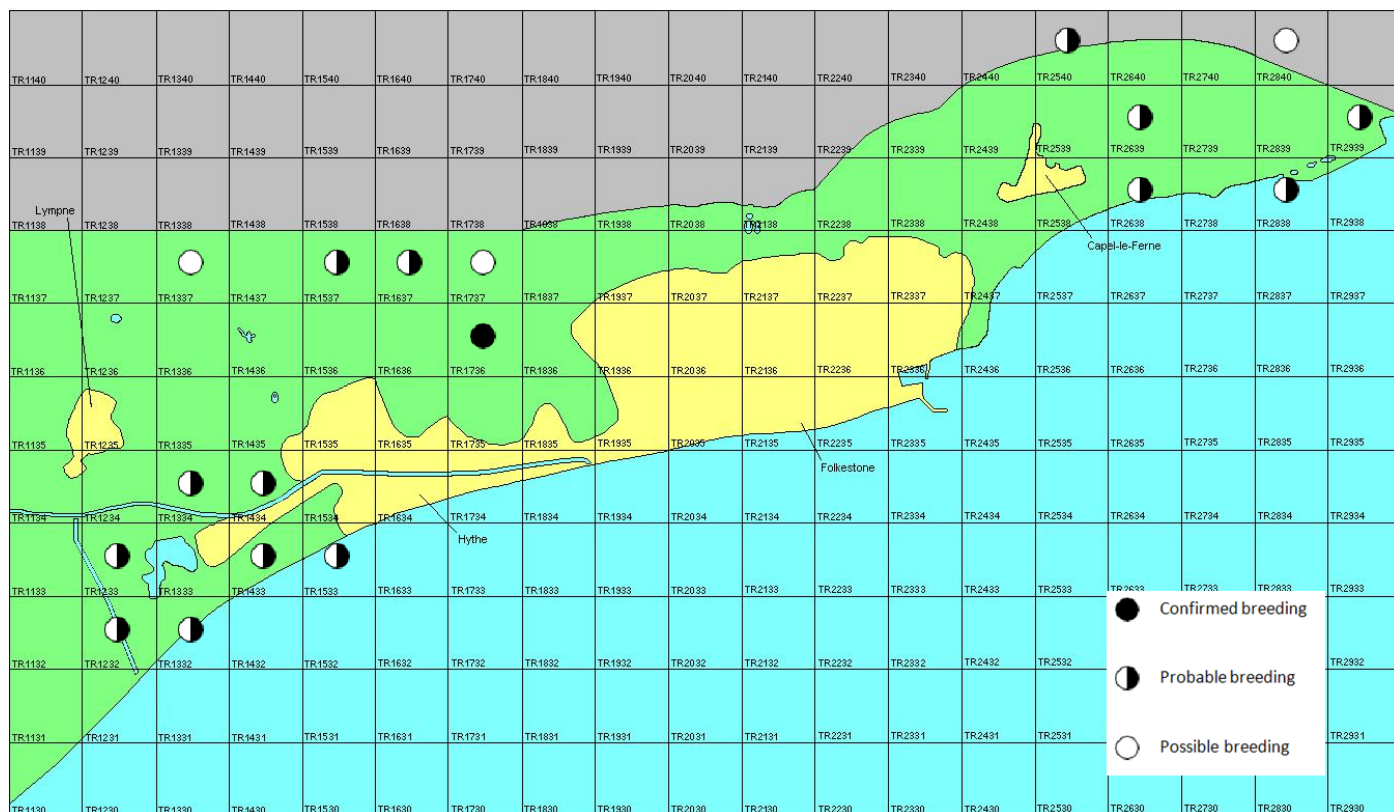 TR1140 TR1240 TR1340 TR1440 TR1540 TR1640 TR1740 TR1840 TR1940 TR2040 TR2140 TR2240 TR2340 TR2440 TR2540 TR2640 TR2740 TR2840
TR1139 TR1239 TR1339 TR1439 TR1539 TR1639 TR1739 TR1839 TR1939 TR2039 TR2139 TR2239 TR2339 TR2439 TR2539 TR2639 TR2739 TR2839 TR2939
Lympne
TR1138 TR1238 TR1338 TR1438 TR1538 TR1638 TR1738 TR1838 TR1938 TR2038 TR2138 TR2238 TR2338 TR2438 TR2538 TR2638 TR2738 TR2838 TR2938
Capel-le-Ferne
TR1137 TR1237 TR1337 TR1437 TR1537 TR1637 TR1737 TR1837 TR1937 TR2037 TR2137 TR2237 TR2337 TR2437 TR2537 TR2637 TR2737 TR2837 TR2937
TR1136 TR1236 TR1336 TR1436 TR1536 TR1636 TR1736 TR1836 TR1936 TR2036 TR2136 TR2236 TR2336 TR2436 TR2536 TR2636 TR2736 TR2836 TR2936
TR1135 TR1235 TR1335 TR1435 TR1535 TR1635 TR1735 TR1835 TR1935 TR2035 TR2135 TR2235 TR2335 TR2435 TR2535 TR2635 TR2735 TR2835 TR2935
Folkestone
TR1134 TR1234 TR1334 TR1434 TR1534 TR1634 TR1734 TR1834 TR1934 TR2034 TR2134 TR2234 TR2334 TR2434 TR2534 TR2634 TR2734 TR2834 TR2934
Hythe
TR1133 TR1233 TR1333 TR1433 TR1533 TR1633 TR1733 TR1833 TR1933 TR2033 TR2133 TR2233 TR2333 TR2433 TR2533 TR2633 TR2733 TR2833 TR2933
Confirmed breeding
TR1132 TR1232 TR1332 TR1432 TR1532 TR1632 TR1732 TR1832 TR1932 TR2032 TR2132 TR2232 TR2332 TR2432 TR2532 TR2932
Probable breeding
TR1131 TR1231 TR1331 TR1431 TR1531 TR1631 TR1731 TR1831 TR1931 TR2031 TR2131 TR2231 TR2331 TR2431 TR2531 TR2931
Possible breeding
TR1130 TR1230 TR1330 TR1430 TR1530 TR1630 TR1730 TR1830 TR1930 TR2030 TR2130 TR2230 TR2330 TR2430 TR2530 TR2630 TR2730 TR2830 TR2930